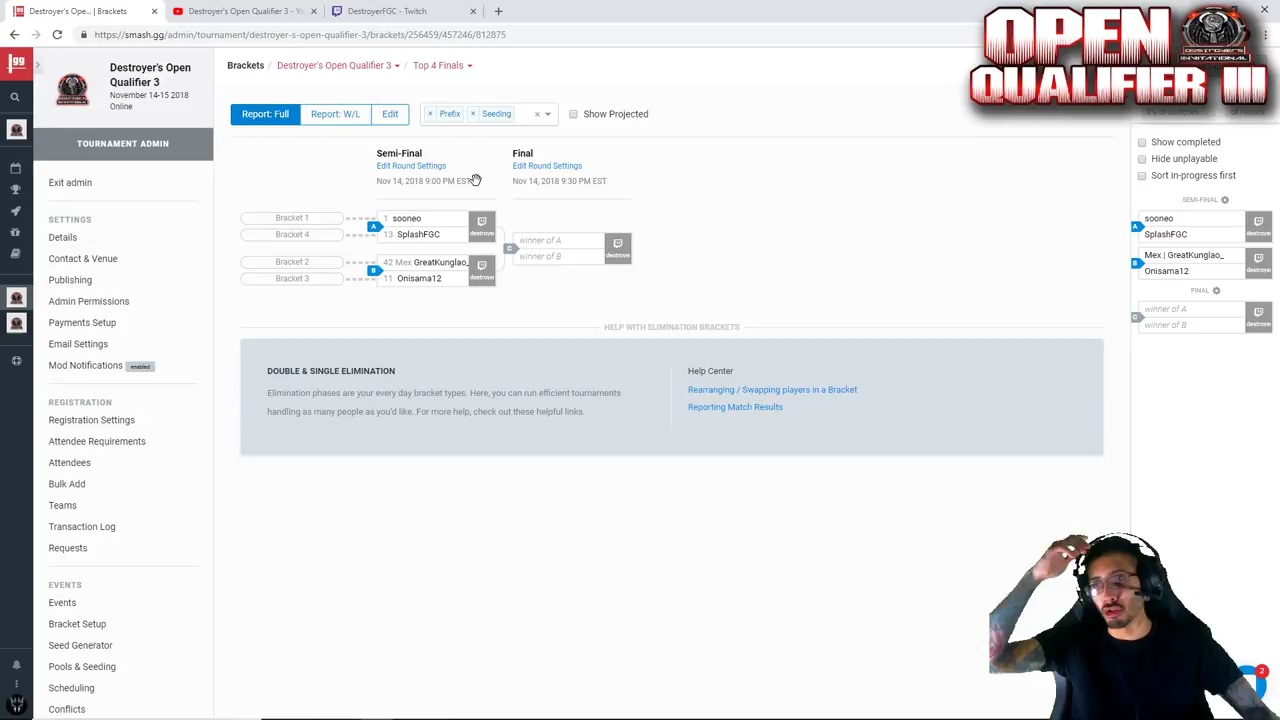 Destroyer's Open Qualifier 3 | Brackets
Destroyer's Open Qualifier 3 - Yo
DestroyerFGC - Twitch
https://smash.gg/admin/tournament/destroyer-s-open-qualifier-3/brackets/256459/457246/812875
OPEN
QUALIFIER III
Destroyer's Open
Qualifier 3
November 14-15 2018
Online
TOURNAMENT ADMIN
Exit admin
SETTINGS
Details
Contact & Venue
Publishing
Admin Permissions
Payments Setup
Email Settings
Mod Notifications enabled
REGISTRATION
Registration Settings
Attendee Requirements
Attendees
Bulk Add
Teams
Transaction Log
Requests
EVENTS
Events
Bracket Setup
Seed Generator
Pools & Seeding
Scheduling
Conflicts
Brackets / Destroyer's Open Qualifier 3 / Top 4 Finals
Report: Full Report: W/L Edit × Prefix × Seeding × Show Projected
Semi-Final Final
Edit Round Settings Edit Round Settings
Nov 14, 2018 9:00 PM EST Nov 14, 2018 9:30 PM EST
Bracket 1 1 sooneo
Bracket 4 A 13 SplashFGC destroyer
C winner of A
winner of B destroyer
Bracket 2 42 Mex GreatKunglao_
Bracket 3 B 11 Onisama12 destroyer
HELP WITH ELIMINATION BRACKETS
DOUBLE & SINGLE ELIMINATION
Elimination phases are your every day bracket types. Here, you can run efficient tournaments
handling as many people as you'd like. For more help, check out these helpful links.
Help Center
Rearranging / Swapping players in a Bracket
Reporting Match Results
Show completed
Hide unplayable
Sort in-progress first
SEMI-FINAL
A sooneo
SplashFGC destroyer
B Mex | GreatKunglao_
Onisama12 destroyer
FINAL
C winner of A
winner of B destroyer
2